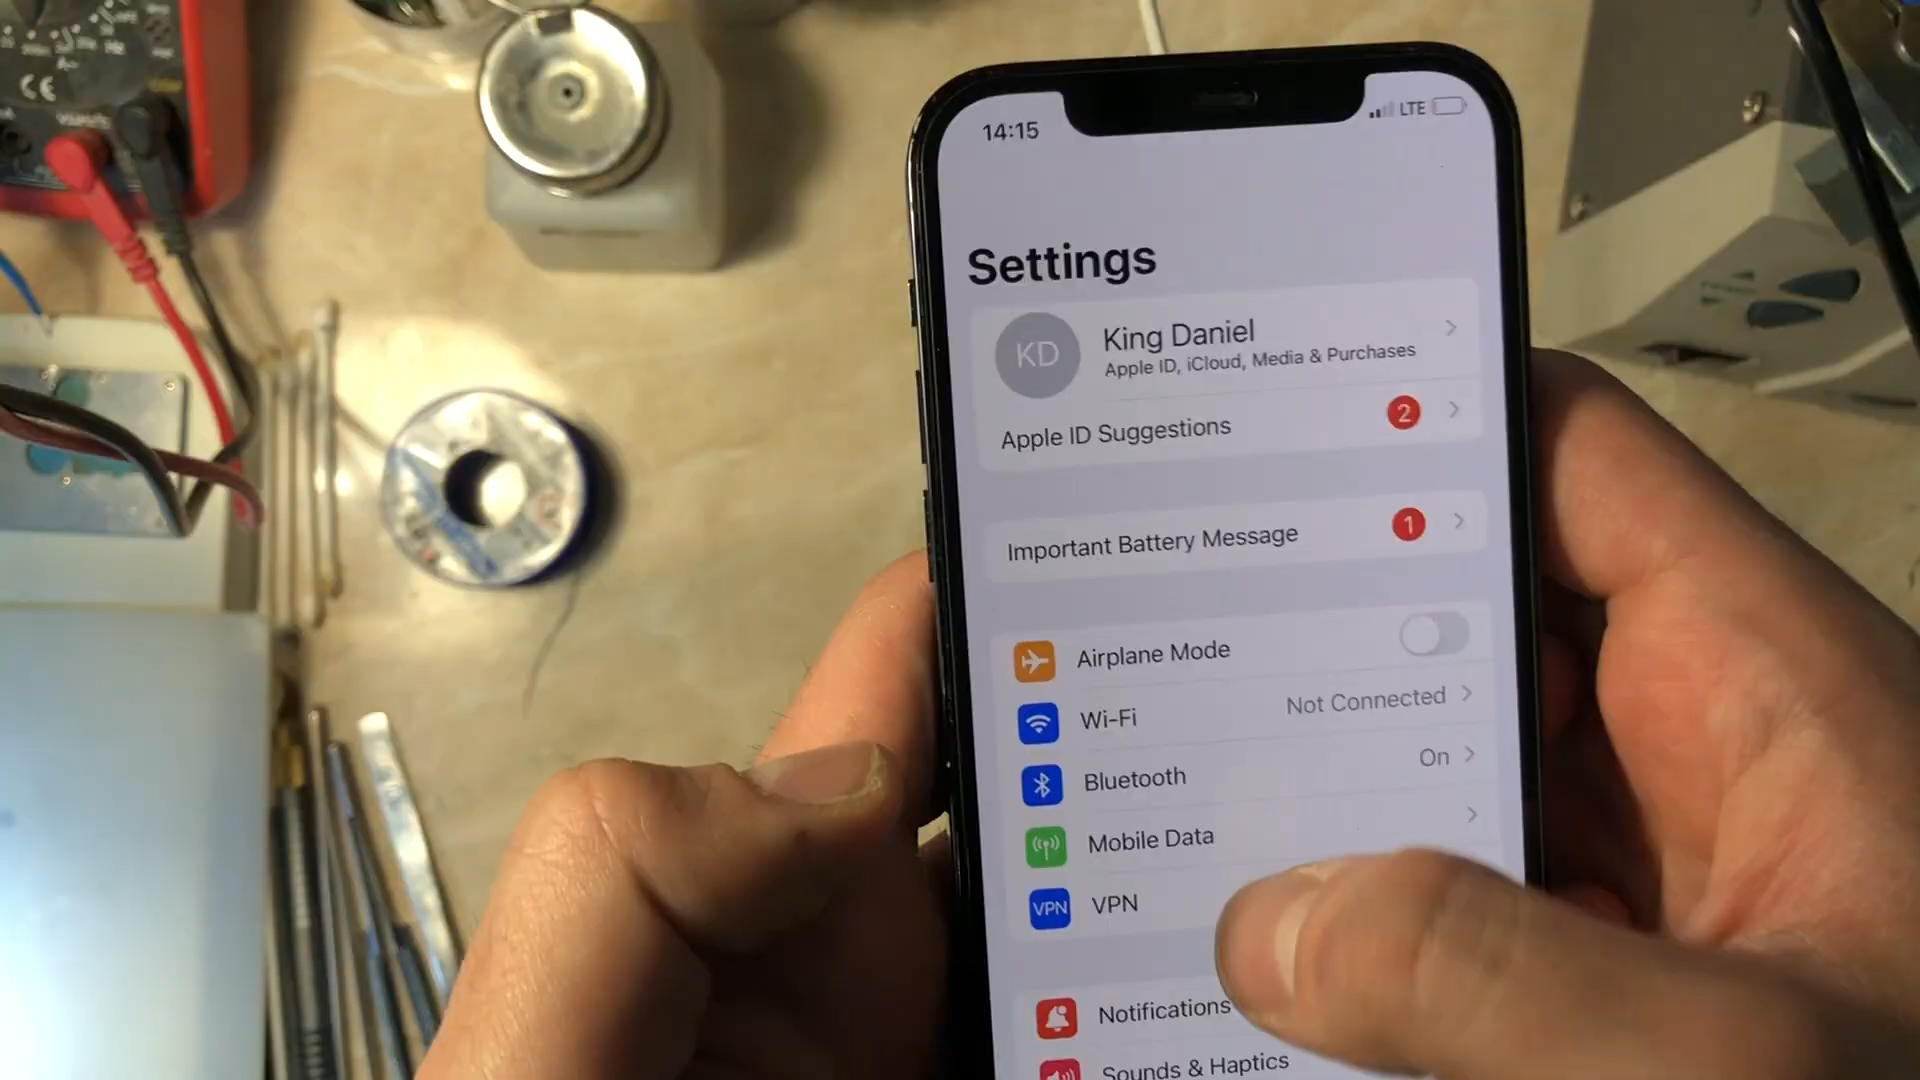 14:15
LTE
Settings
KD
King Daniel
Apple ID, iCloud, Media & Purchases
Apple ID Suggestions
2
Important Battery Message
1
Airplane Mode
Wi-Fi
Not Connected
Bluetooth
On
Mobile Data
VPN
VPN
Notifications
Sounds & Haptics
CE